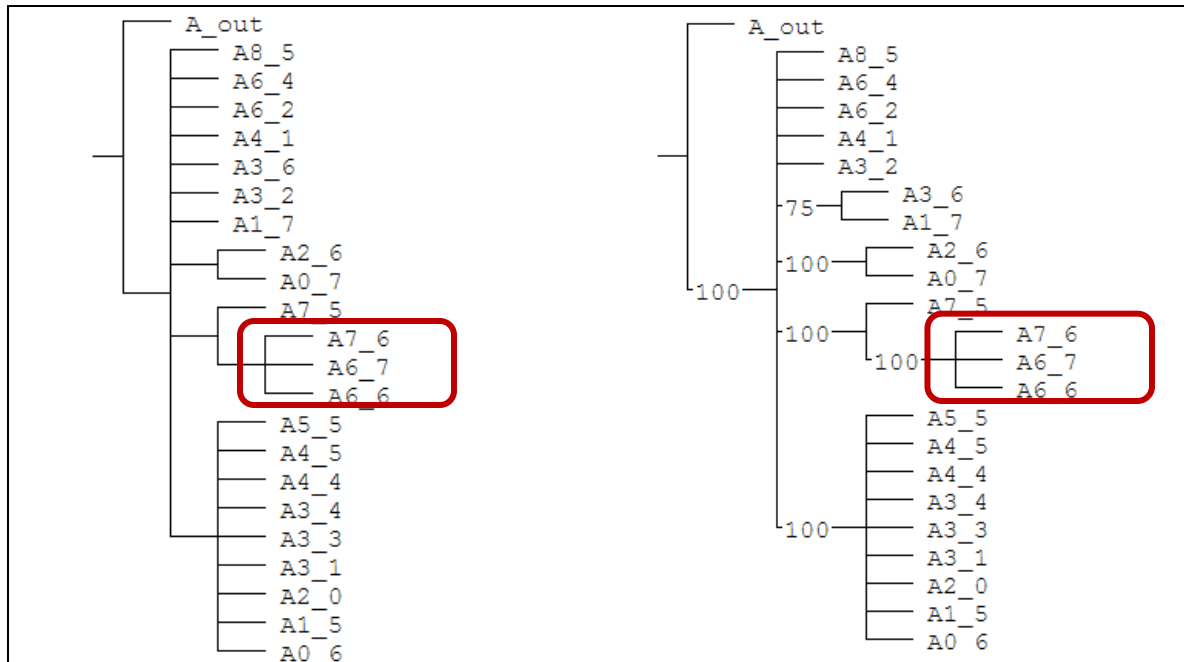 A_out
A8_5
A6_4
A6_2
A4_1
A3_6
A3_2
A1_7
A2_6
A0_7
A7_5
A7_6
A6_7
A6_6
A5_5
A4_5
A4_4
A3_4
A3_3
A3_1
A2_0
A1_5
A0_6
A_out
A8_5
A6_4
A6_2
A4_1
A3_2
75
A3_6
A1_7
100
A2_6
A0_7
100
100
A7_5
100
A7_6
A6_7
A6_6
100
A5_5
A4_5
A4_4
A3_4
A3_3
A3_1
A2_0
A1_5
A0_6